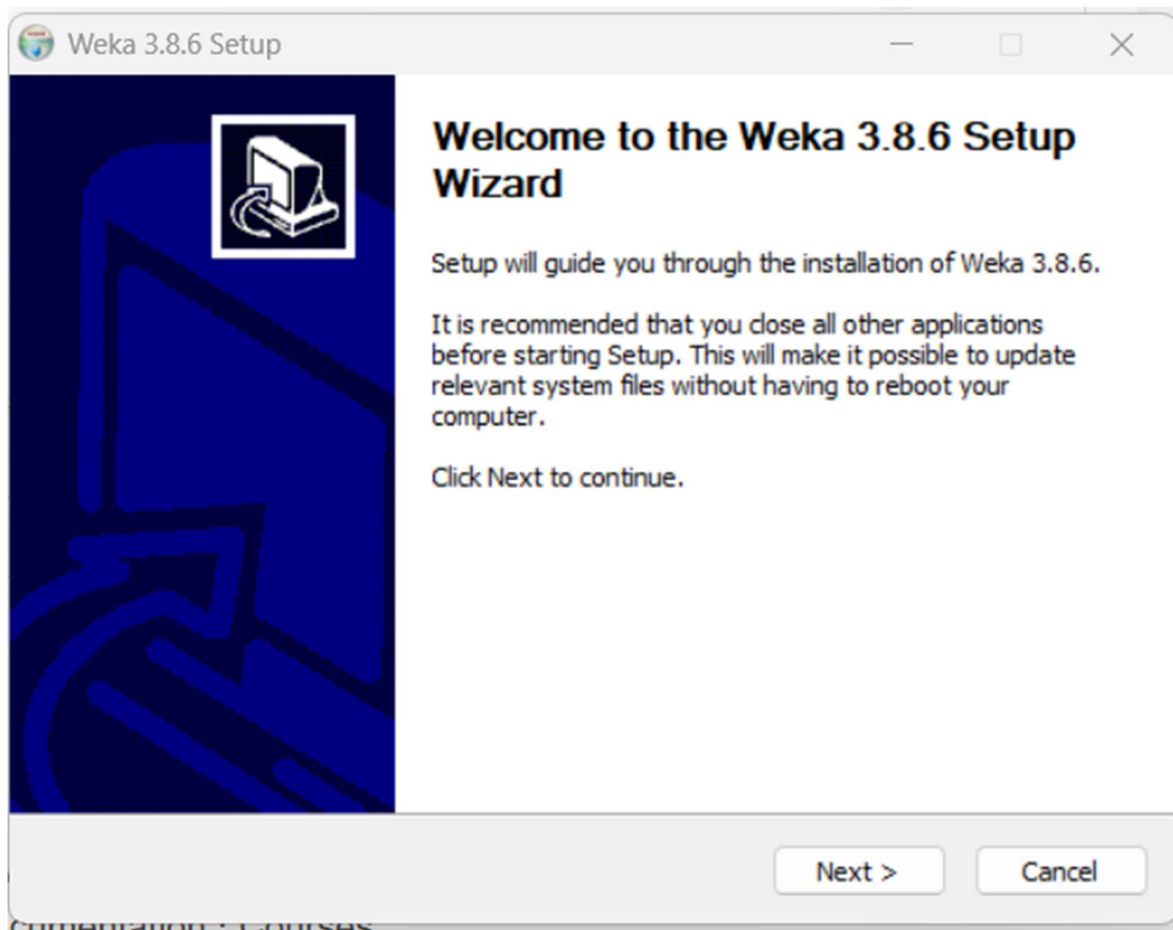 Weka 3.8.6 Setup
Welcome to the Weka 3.8.6 Setup
Wizard
Setup will guide you through the installation of Weka 3.8.6.
It is recommended that you close all other applications
before starting Setup. This will make it possible to update
relevant system files without having to reboot your
computer.
Click Next to continue.
Next >
Cancel
cumentation : Courses